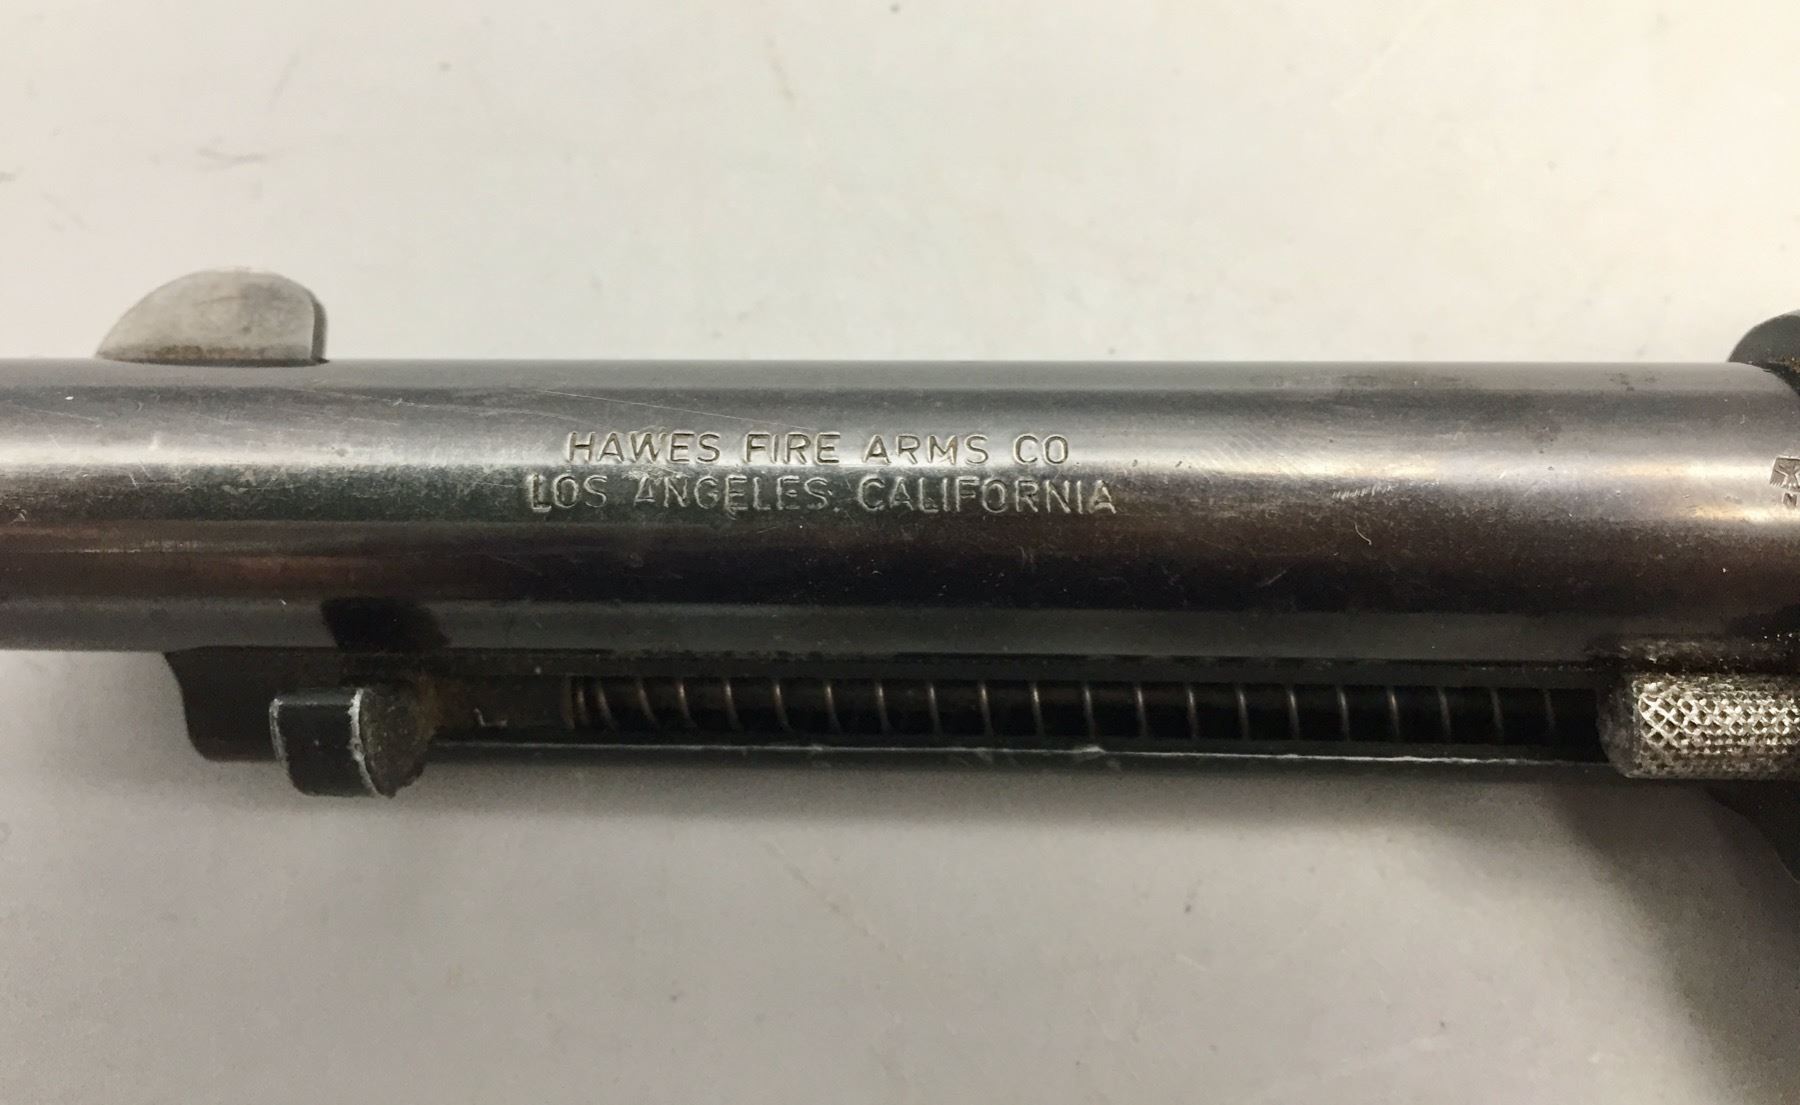 HAWES FIRE ARMS CO.
LOS ANGELES, CALIFORNIA